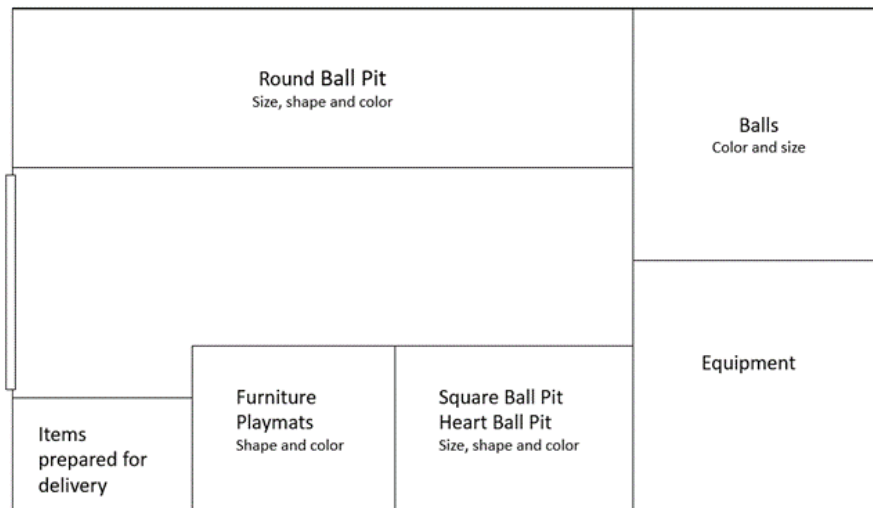 Round Ball Pit
Size, shape and color
Balls
Color and size
Equipment
Furniture
Playmats
Shape and color
Square Ball Pit
Heart Ball Pit
Size, shape and color
Items
prepared for
delivery